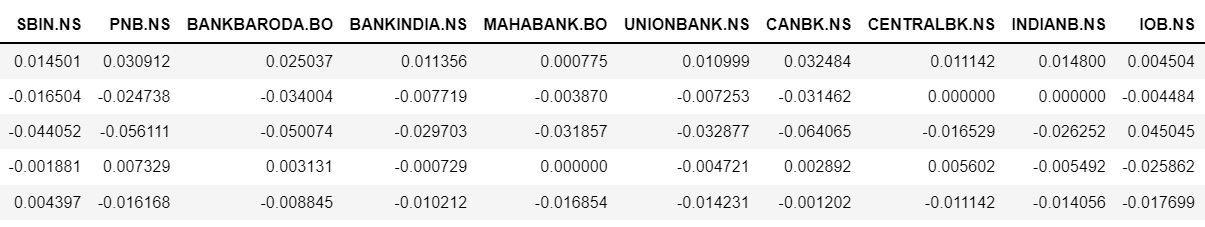 SBIN.NS PNB.NS BANKBARODA.BO BANKINDIA.NS MAHABANK.BO UNIONBANK.NS CANBK.NS CENTRALBK.NS INDIANB.NS IOB.NS
0.014501 0.030912 0.025037 0.011356 0.000775 0.010999 0.032484 0.011142 0.014800 0.004504
-0.016504 -0.024738 -0.034004 -0.007719 -0.003870 -0.007253 -0.031462 0.000000 0.000000 -0.004484
-0.044052 -0.056111 -0.050074 -0.029703 -0.031857 -0.032877 -0.064065 -0.016529 -0.026252 0.045045
-0.001881 0.007329 0.003131 -0.000729 0.000000 -0.004721 0.002892 0.005602 -0.005492 -0.025862
0.004397 -0.016168 -0.008845 -0.010212 -0.016854 -0.014231 -0.001202 -0.011142 -0.014056 -0.017699